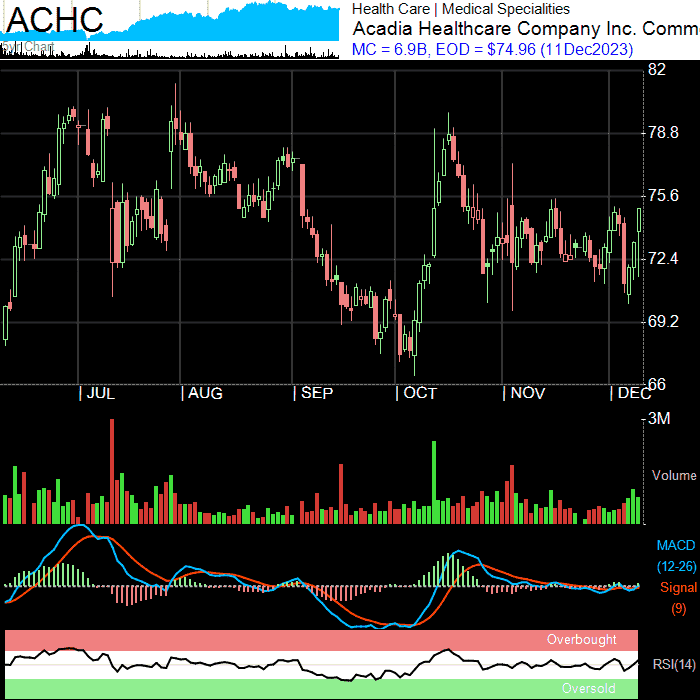 ACHC
Health Care | Medical Specialities
Acadia Healthcare Company Inc. Comm
MC = 6.9B, EOD = $74.96 (11Dec2023)
82
78.8
75.6
72.4
69.2
66
| JUL | AUG | SEP | OCT | NOV | DEC
3M
Volume
MACD
(12-26)
Signal
(9)
Overbought
RSI(14)
Oversold